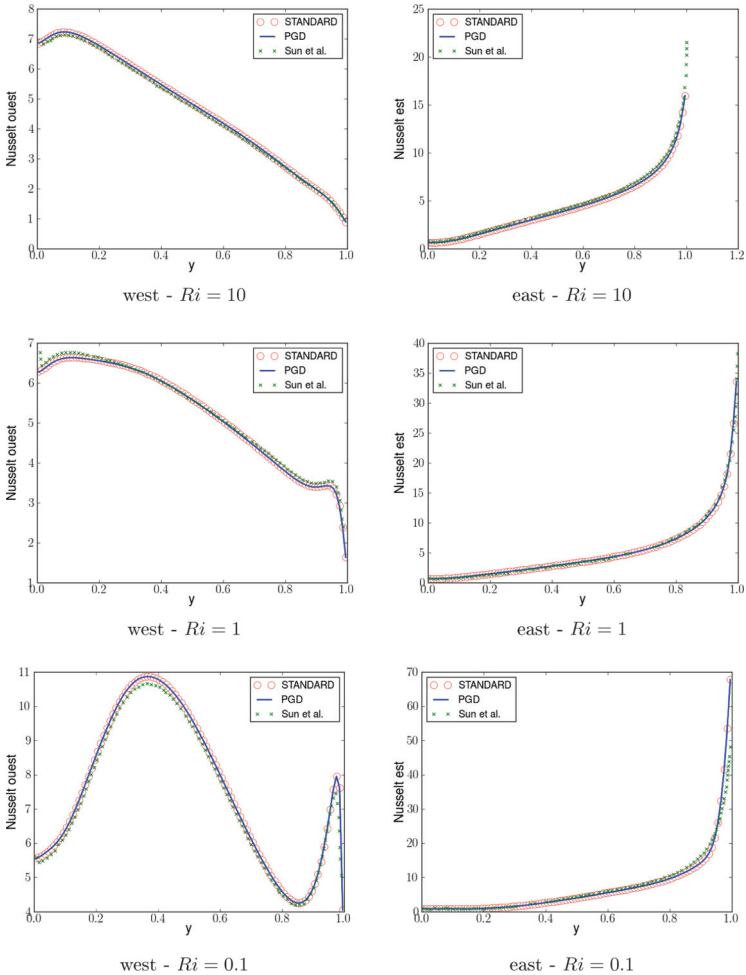 8
7
6
5
4
3
2
1
0
0.0 0.2 0.4 0.6 0.8 1.0
y
Nusselt ouest
STANDARD
PGD
Sun et al.
west - Ri = 10
25
20
15
10
5
0
0.0 0.2 0.4 0.6 0.8 1.0 1.2
y
Nusselt est
STANDARD
PGD
Sun et al.
east - Ri = 10
7
6
5
4
3
2
1
0.0 0.2 0.4 0.6 0.8 1.0
y
Nusselt ouest
STANDARD
PGD
Sun et al.
west - Ri = 1
40
35
30
25
20
15
10
5
0
0.0 0.2 0.4 0.6 0.8 1.0
y
Nusselt est
STANDARD
PGD
Sun et al.
east - Ri = 1
11
10
9
8
7
6
5
4
0.0 0.2 0.4 0.6 0.8 1.0
y
Nusselt ouest
STANDARD
PGD
Sun et al.
west - Ri = 0.1
70
60
50
40
30
20
10
0
0.0 0.2 0.4 0.6 0.8 1.0
y
Nusselt est
STANDARD
PGD
Sun et al.
east - Ri = 0.1